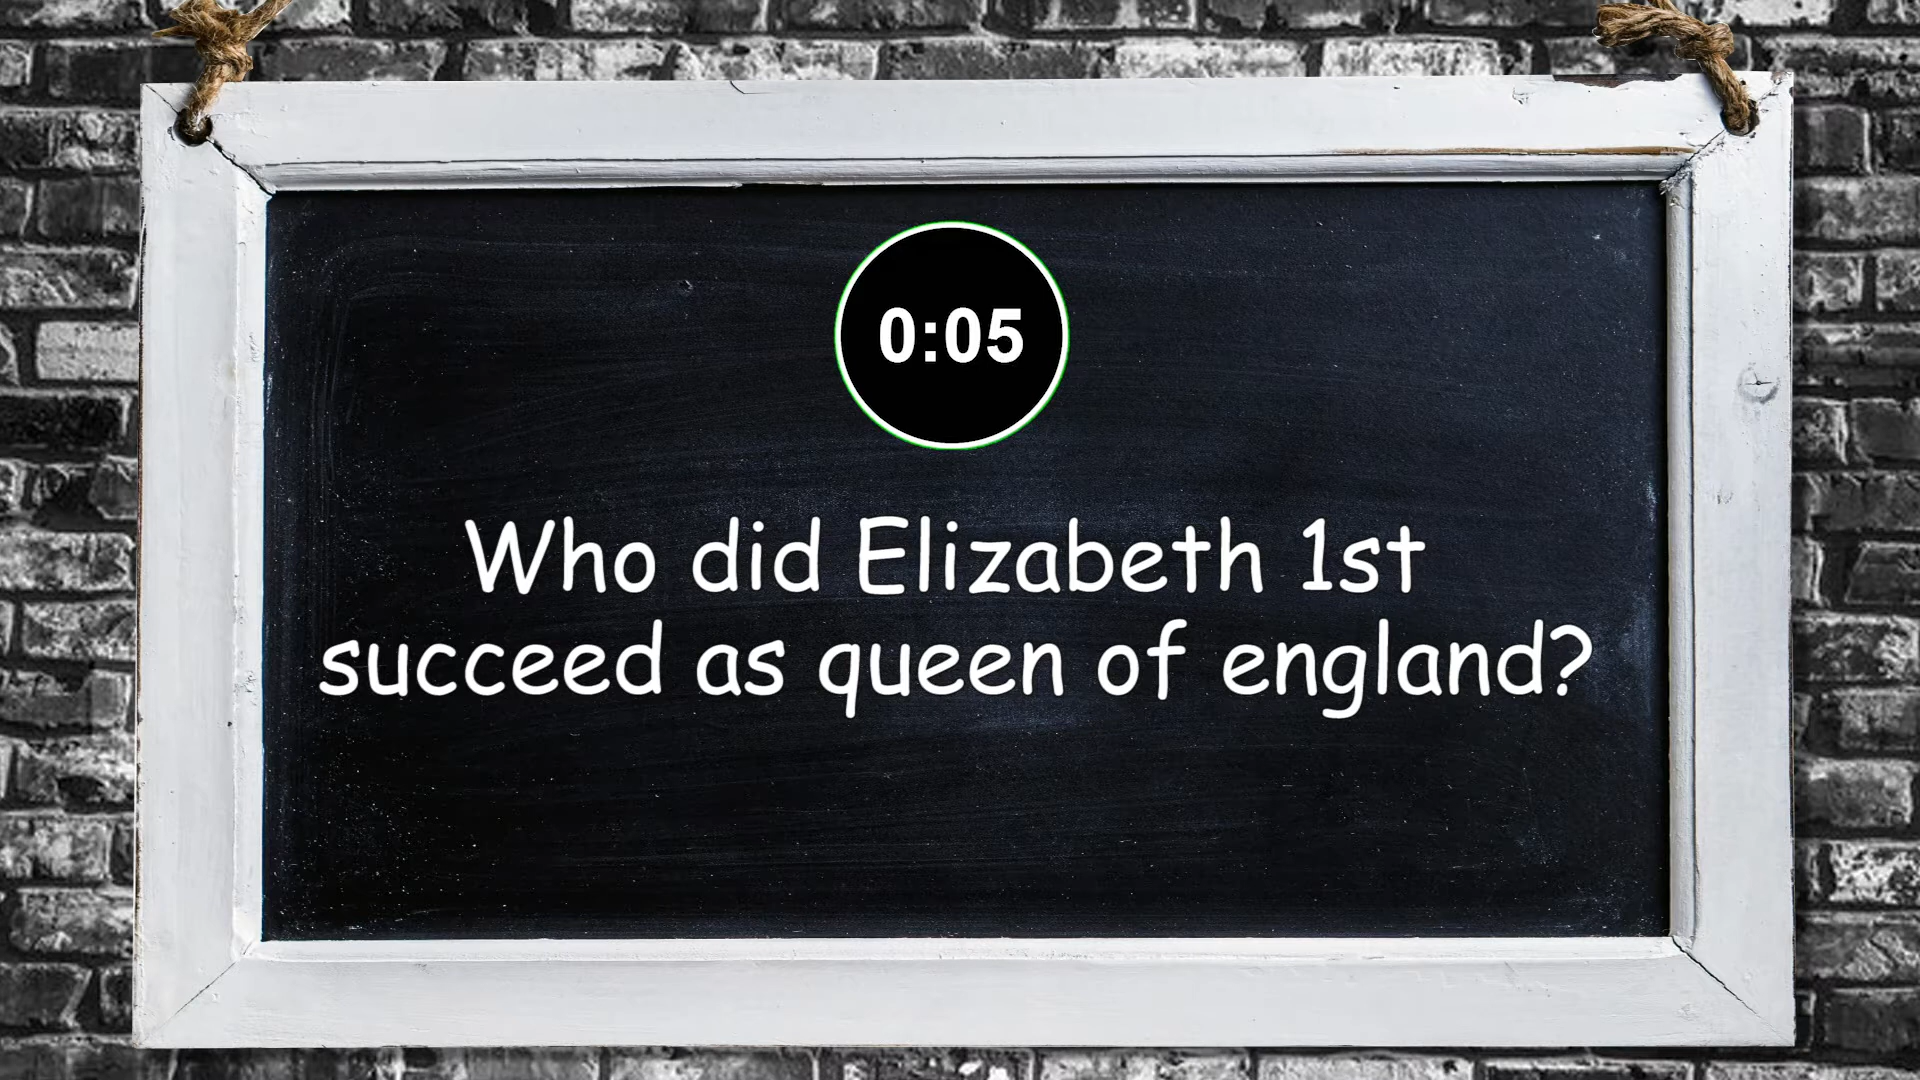 0:05
Who did Elizabeth 1st
succeed as queen of england?